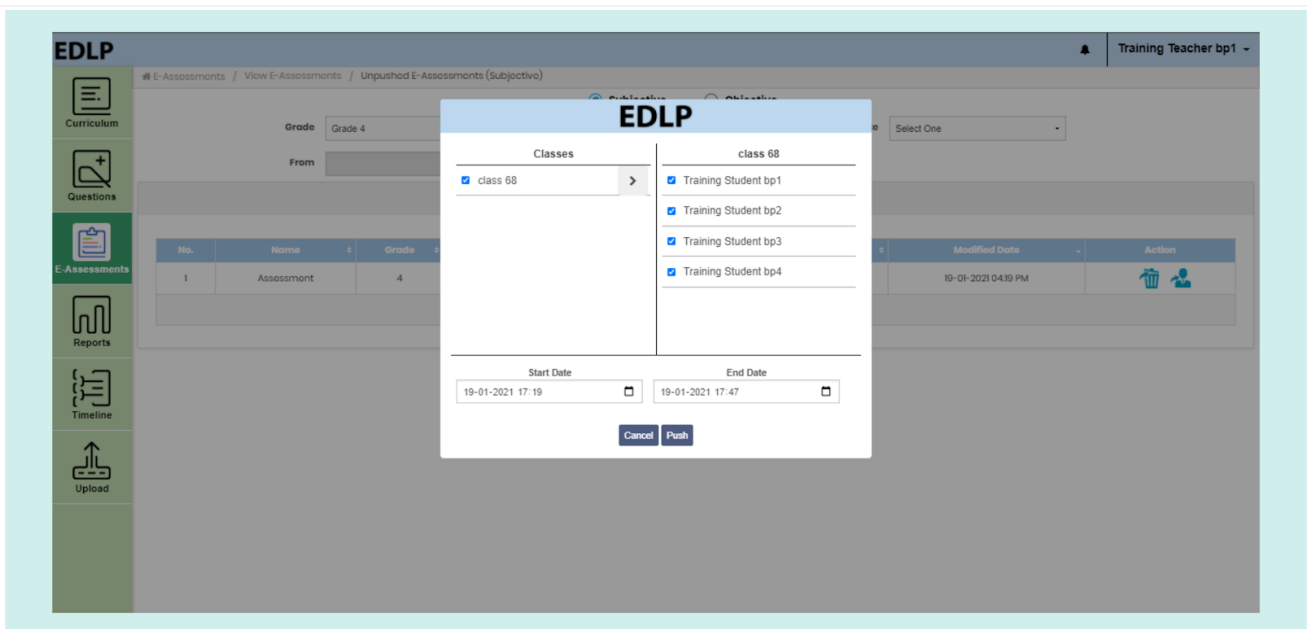 EDLP
Training Teacher bp1
E-Assessments / View E-Assessments / Unpushed E-Assessments (Subjective)
Subjective Objective
EDLP
Curriculum
Grade Grade 4
Select One
From
Classes class 68
class 68 Training Student bp1
Training Student bp2
Training Student bp3
Training Student bp4
Questions
No. Name Grade Modified Date Action
E-Assessments
1 Assessment 4 19-01-2021 04:19 PM
Reports
Start Date End Date
19-01-2021 17:19 19-01-2021 17:47
Timeline
Cancel Push
Upload